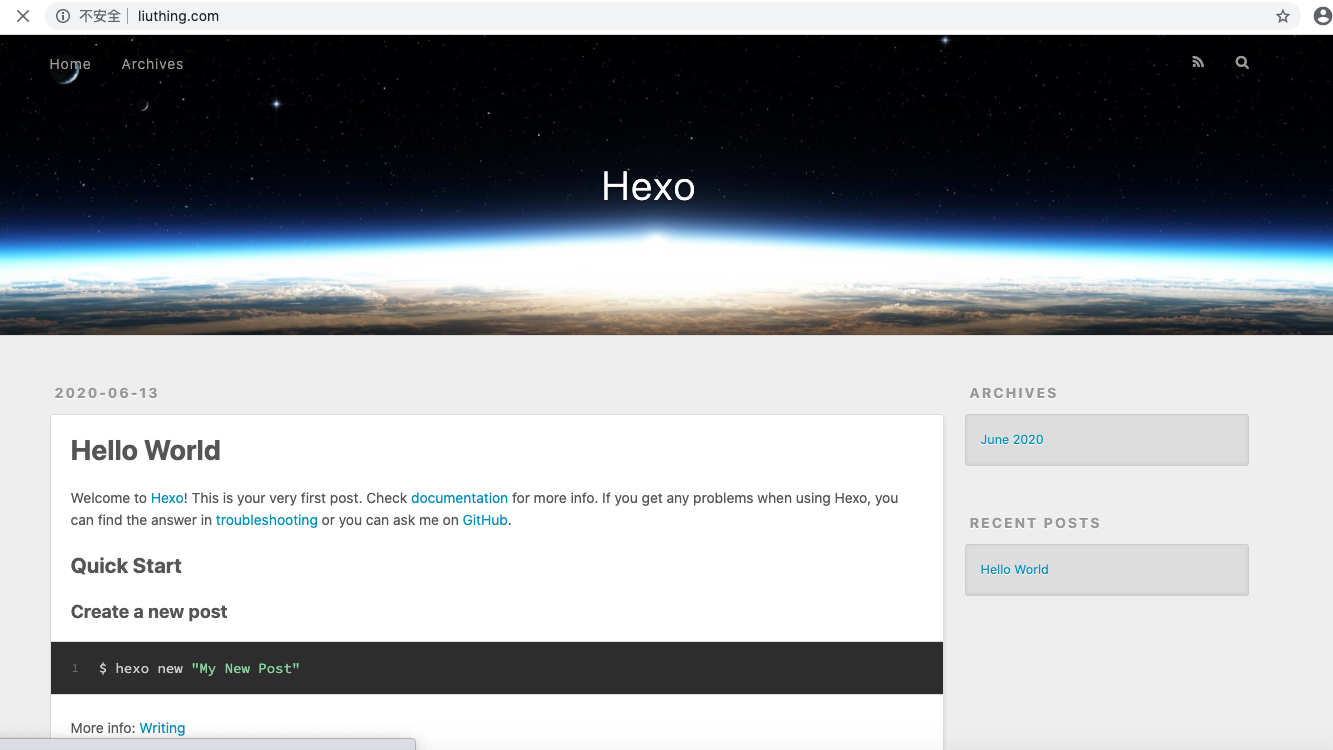 不安全 liuthing.com
Home Archives
Hexo
2020-06-13
Hello World
Welcome to Hexo! This is your very first post. Check documentation for more info. If you get any problems when using Hexo, you
can find the answer in troubleshooting or you can ask me on GitHub.
Quick Start
Create a new post
1 $ hexo new "My New Post"
More info: Writing
ARCHIVES
June 2020
RECENT POSTS
Hello World